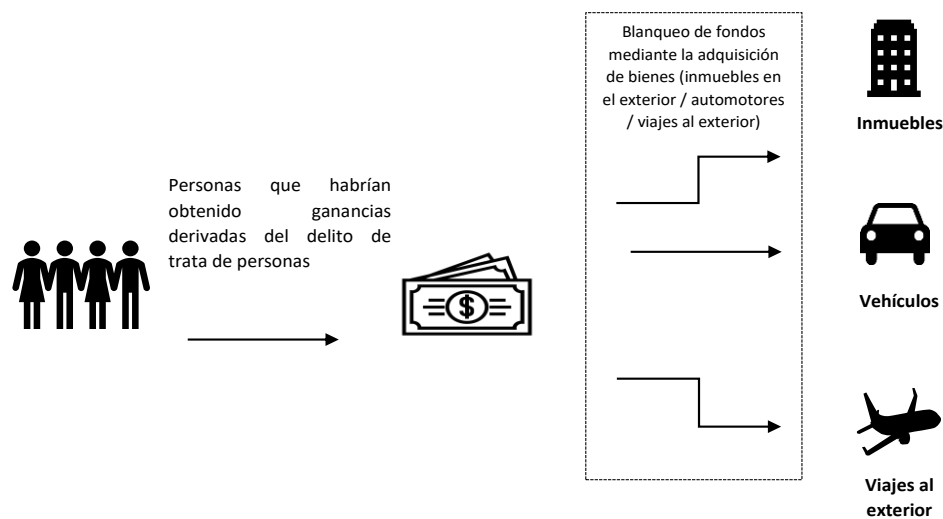 Blanqueo de fondos
mediante la adquisición
de bienes (inmuebles en
el exterior / automotores
/ viajes al exterior)
Inmuebles
Personas que habrían
obtenido ganancias
derivadas del delito de
trata de personas
$
Vehículos
Viajes al
exterior